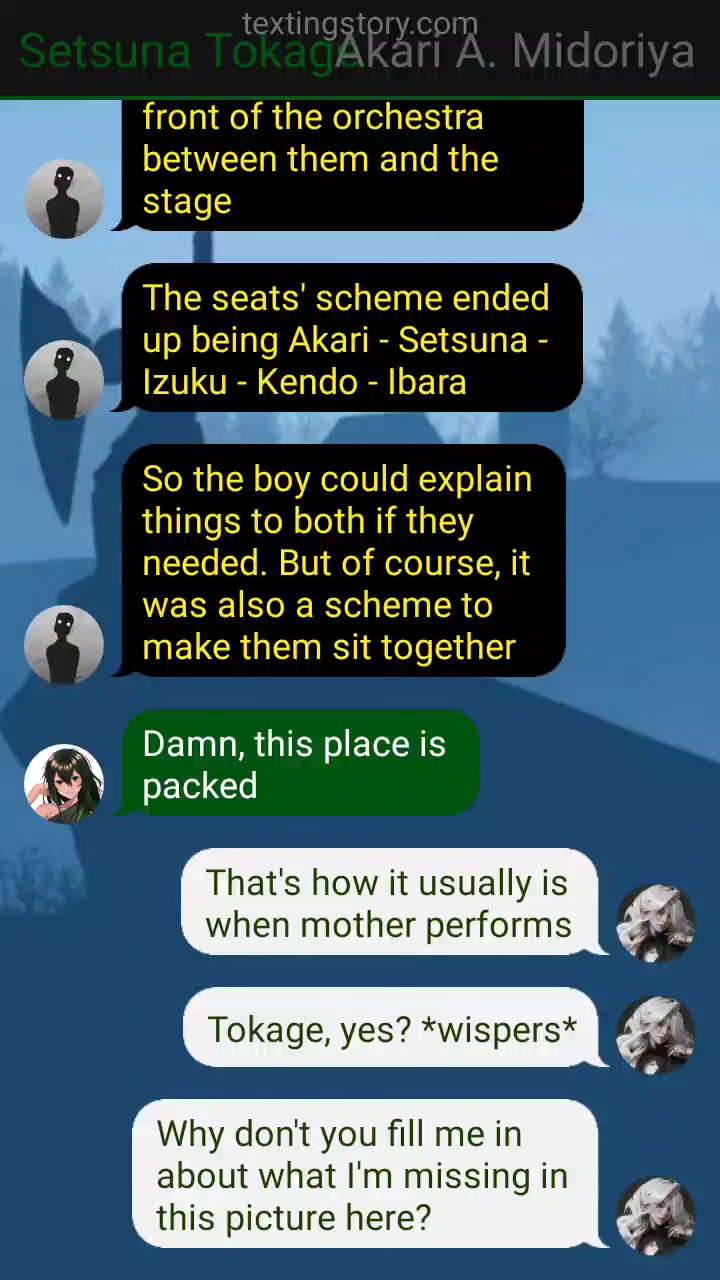 textingstory.com
Setsuna Tokage
Akari A. Midoriya
front of the orchestra
between them and the
stage
The seats' scheme ended
up being Akari - Setsuna -
Izuku - Kendo - Ibara
So the boy could explain
things to both if they
needed. But of course, it
was also a scheme to
make them sit together
Damn, this place is
packed
That's how it usually is
when mother performs
Tokage, yes? *wispers*
Why don't you fill me in
about what I'm missing in
this picture here?